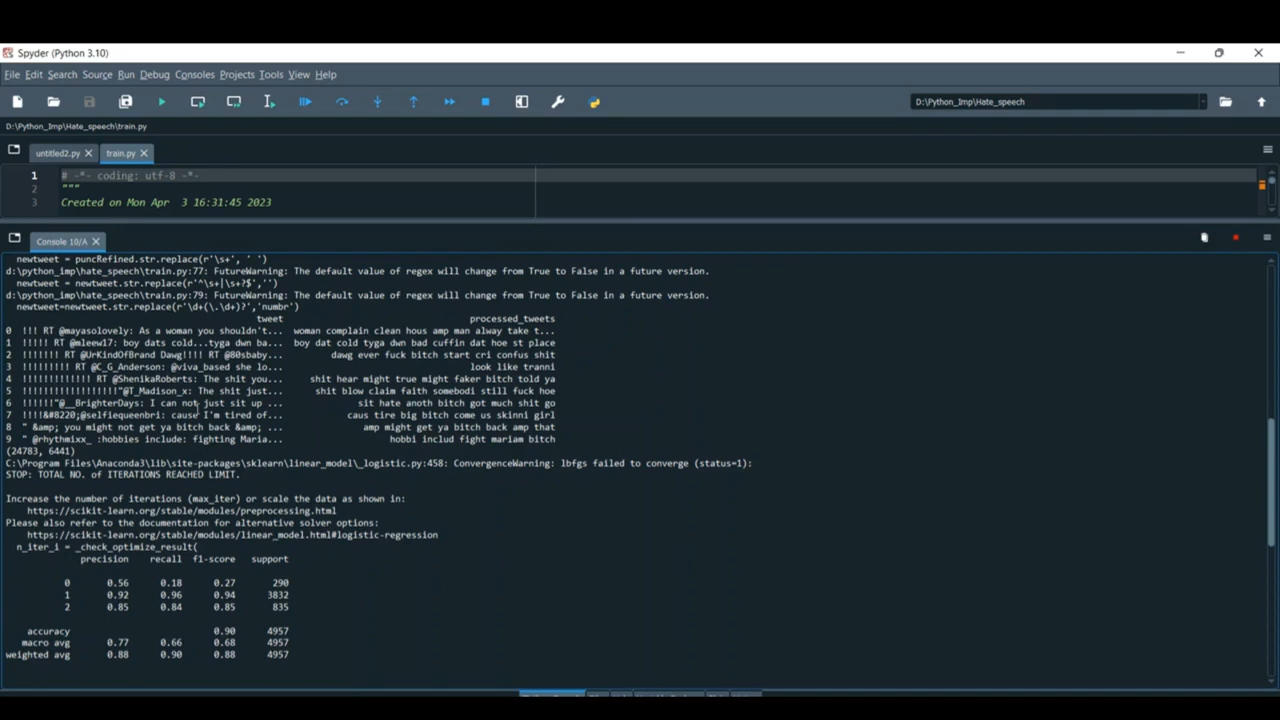 Spyder (Python 3.10)
File Edit Search Source Run Debug Consoles Projects Tools View Help
D:\Python_Imp\Hate_speech
D:\Python_Imp\Hate_speech\train.py
untitled2.py train.py
1 # -*- coding: utf-8 -*-
2 """
3 Created on Mon Apr  3 16:31:45 2023
Console 10/A
newtweet = puncRefined.str.replace(r'\s+', ' ')
d:\python_imp\hate_speech\train.py:77: FutureWarning: The default value of regex will change from True to False in a future version.
newtweet = newtweet.str.replace(r'^\s+|\s+?$','')
d:\python_imp\hate_speech\train.py:79: FutureWarning: The default value of regex will change from True to False in a future version.
newtweet=newtweet.str.replace(r'\d+(\.\d+)?','numbr')
tweet processed_tweets
0 !!! RT @mayasolovely: As a woman you shouldn't... woman complain clean hous amp man alway take t...
1 !!!!! RT @mleew17: boy dats cold...tyga dwn ba... boy dat cold tyga dwn bad cuffin dat hoe st place
2 !!!!!!! RT @UrKindOfBrand Dawg!!!! RT @80sbaby... dawg ever fuck bitch start cri confus shit
3 !!!!!!!!! RT @C_G_Anderson: @viva_based she lo... look like tranni
4 !!!!!!!!!!!!! RT @ShenikaRoberts: The shit you... shit hear might true might faker bitch told ya
5 !!!!!!!!!!!!!!!!!!"@T_Madison_x: The shit just... shit blow claim faith somebodi still fuck hoe
6 !!!!!!"@__BrighterDays: I can not just sit up ... sit hate anoth bitch got much shit go
7 !!!!&#8220;@selfiequeenbri: cause I'm tired of... caus tire big bitch come us skinni girl
8 " &amp; you might not get ya bitch back &amp; ... amp might get ya bitch back amp that
9 " @rhythmixx_ :hobbies include: fighting Maria... hobbi includ fight mariam bitch
(24783, 6441)
C:\Program Files\Anaconda3\lib\site-packages\sklearn\linear_model\_logistic.py:458: ConvergenceWarning: lbfgs failed to converge (status=1):
STOP: TOTAL NO. of ITERATIONS REACHED LIMIT.
Increase the number of iterations (max_iter) or scale the data as shown in:
https://scikit-learn.org/stable/modules/preprocessing.html
Please also refer to the documentation for alternative solver options:
https://scikit-learn.org/stable/modules/linear_model.html#logistic-regression
n_iter_i = _check_optimize_result(
precision recall f1-score support
0 0.56 0.18 0.27 290
1 0.92 0.96 0.94 3832
2 0.85 0.84 0.85 835
accuracy 0.90 4957
macro avg 0.77 0.66 0.68 4957
weighted avg 0.88 0.90 0.88 4957